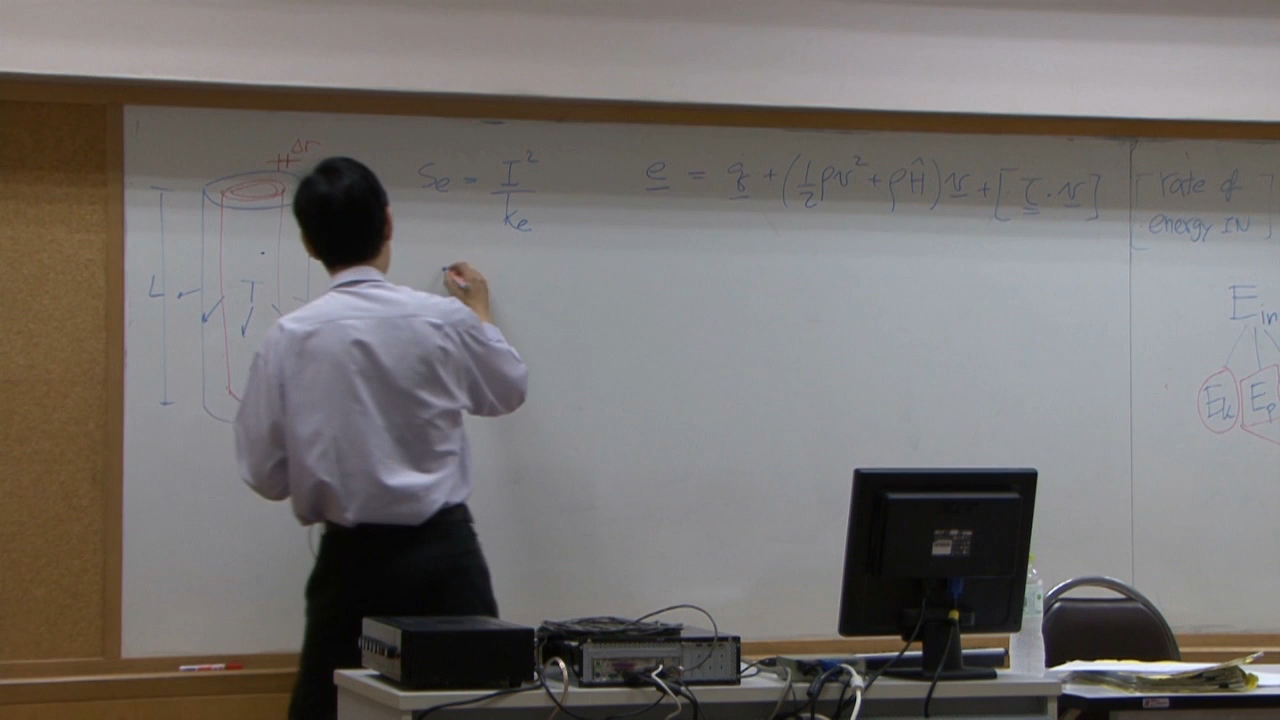 Δr
L
T
Se = I² / ke
e = q + (½ρv² + ρĤ)v + [τ · v]
[rate of
energy IN]
Ein
Ek Ep